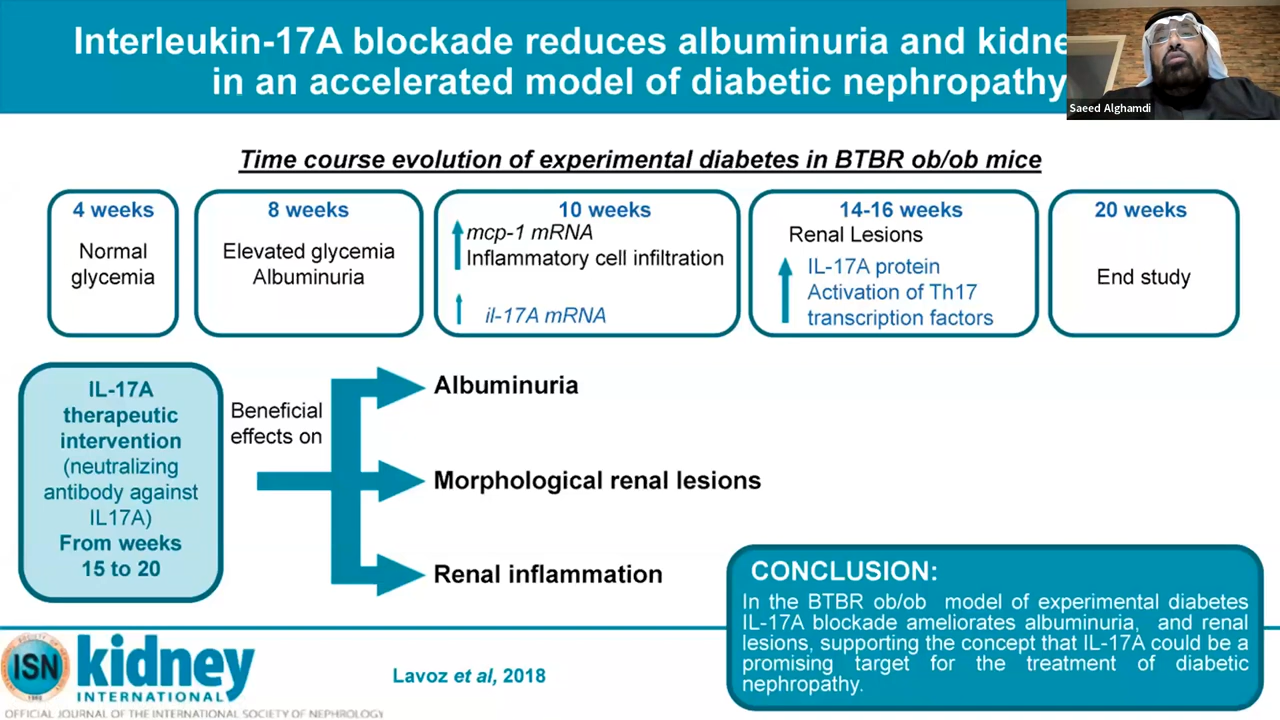 Interleukin-17A blockade reduces albuminuria and
in an accelerated model of diabetic nephropathy
Saeed Alghamdi
Time course evolution of experimental diabetes in BTBR ob/ob mice
4 weeks
Normal
glycemia
8 weeks
Elevated glycemia
Albuminuria
10 weeks
mcp-1 mRNA
Inflammatory cell infiltration
il-17A mRNA
14-16 weeks
Renal Lesions
IL-17A protein
Activation of Th17
transcription factors
20 weeks
End study
IL-17A
therapeutic
intervention
(neutralizing
antibody against
IL17A)
From weeks
15 to 20
Beneficial
effects on
Albuminuria
Morphological renal lesions
Renal inflammation
CONCLUSION:
In the BTBR ob/ob model of experimental diabetes
IL-17A blockade ameliorates albuminuria, and renal
lesions, supporting the concept that IL-17A could be a
promising target for the treatment of diabetic
nephropathy.
ISN
kidney
INTERNATIONAL
OFFICIAL JOURNAL OF THE INTERNATIONAL SOCIETY OF NEPHROLOGY
Lavoz et al, 2018